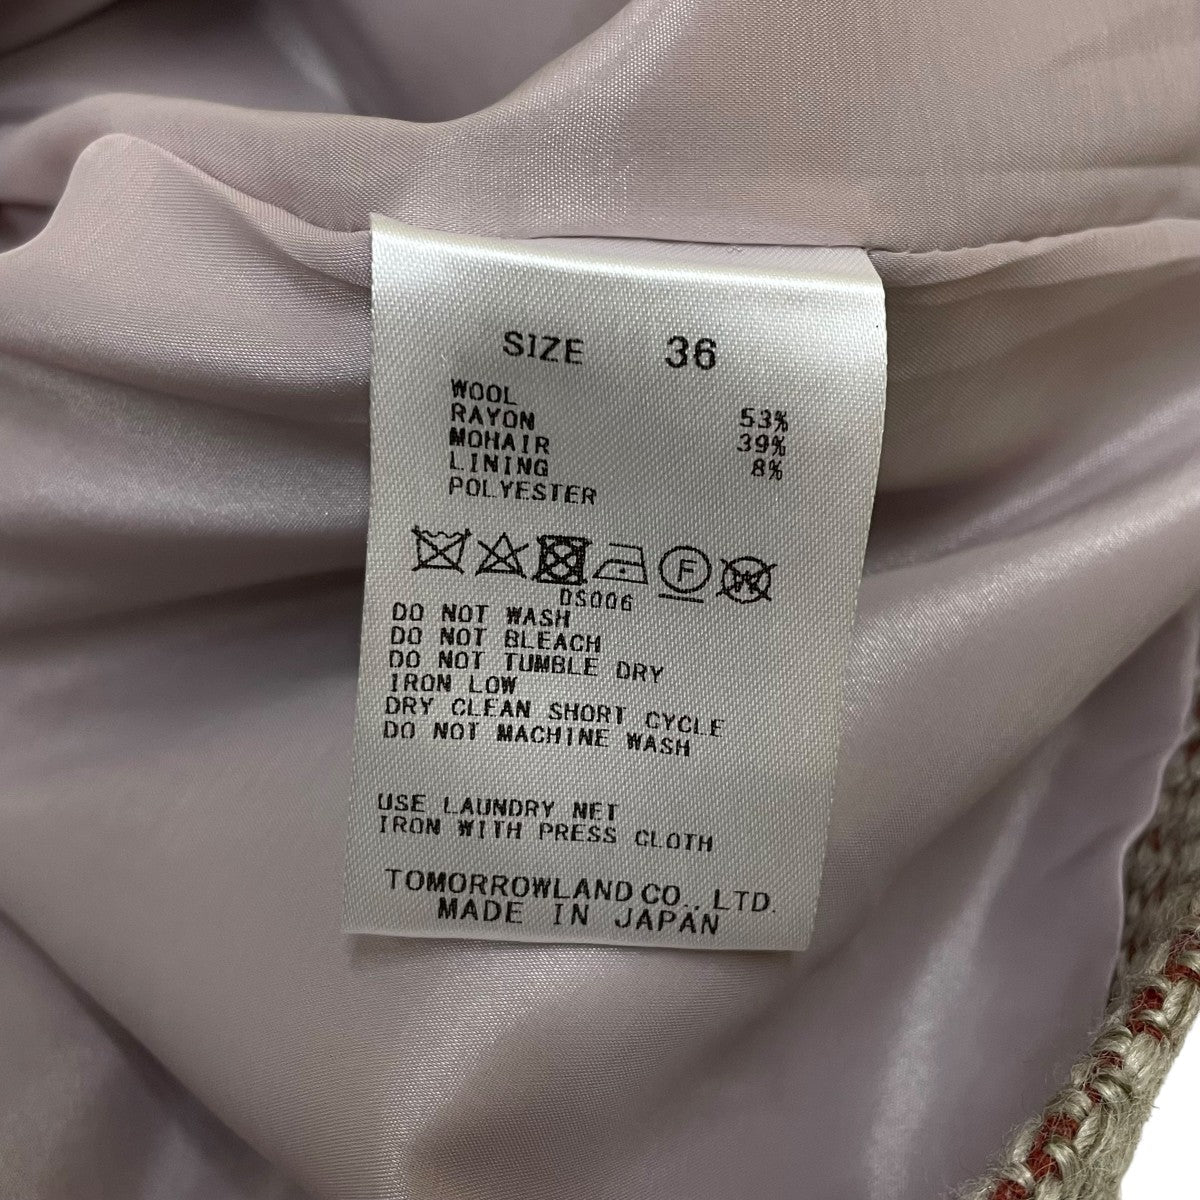 SIZE 36
WOOL 53%
RAYON 39%
MOHAIR 8%
LINING
POLYESTER
F W
DS006
DO NOT WASH
DO NOT BLEACH
DO NOT TUMBLE DRY
IRON LOW
DRY CLEAN SHORT CYCLE
DO NOT MACHINE WASH
USE LAUNDRY NET
IRON WITH PRESS CLOTH
TOMORROWLAND CO., LTD.
MADE IN JAPAN